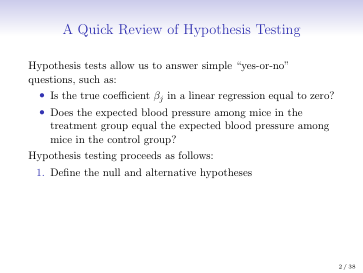 A Quick Review of Hypothesis Testing
Hypothesis tests allow us to answer simple “yes-or-no”
questions, such as:
• Is the true coefficient βj in a linear regression equal to zero?
• Does the expected blood pressure among mice in the
treatment group equal the expected blood pressure among
mice in the control group?
Hypothesis testing proceeds as follows:
1. Define the null and alternative hypotheses
2 / 38